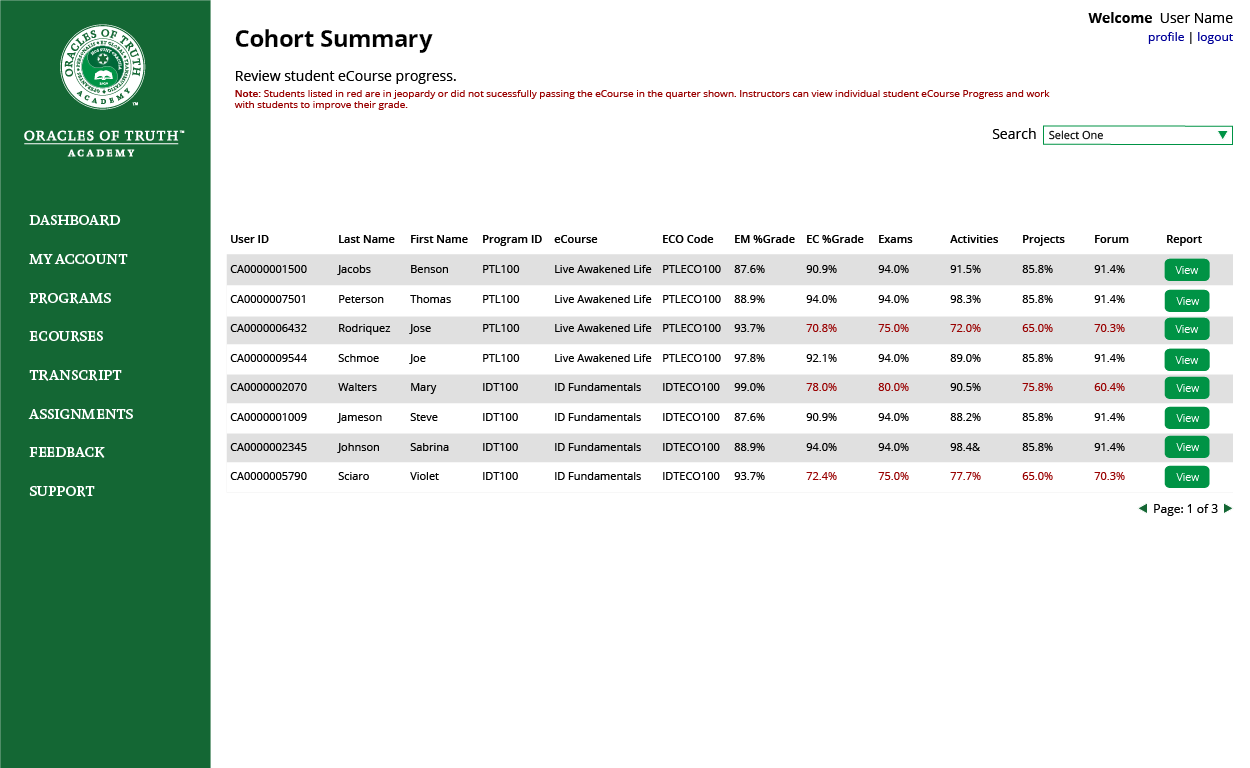 ORACLES OF TRUTH
ACADEMY
™
ORACLES OF TRUTH™
ACADEMY
DASHBOARD
MY ACCOUNT
PROGRAMS
ECOURSES
TRANSCRIPT
ASSIGNMENTS
FEEDBACK
SUPPORT
Welcome User Name
profile | logout
Cohort Summary
Review student eCourse progress.
Note: Students listed in red are in jeopardy or did not sucessfully passing the eCourse in the quarter shown. Instructors can view individual student eCourse Progress and work
with students to improve their grade.
Search Select One
User ID Last Name First Name Program ID eCourse ECO Code EM %Grade EC %Grade Exams Activities Projects Forum Report
CA0000001500 Jacobs Benson PTL100 Live Awakened Life PTLECO100 87.6% 90.9% 94.0% 91.5% 85.8% 91.4% View
CA0000007501 Peterson Thomas PTL100 Live Awakened Life PTLECO100 88.9% 94.0% 94.0% 98.3% 85.8% 91.4% View
CA0000006432 Rodriquez Jose PTL100 Live Awakened Life PTLECO100 93.7% 70.8% 75.0% 72.0% 65.0% 70.3% View
CA0000009544 Schmoe Joe PTL100 Live Awakened Life PTLECO100 97.8% 92.1% 94.0% 89.0% 85.8% 91.4% View
CA0000002070 Walters Mary IDT100 ID Fundamentals IDTECO100 99.0% 78.0% 80.0% 90.5% 75.8% 60.4% View
CA0000001009 Jameson Steve IDT100 ID Fundamentals IDTECO100 87.6% 90.9% 94.0% 88.2% 85.8% 91.4% View
CA0000002345 Johnson Sabrina IDT100 ID Fundamentals IDTECO100 88.9% 94.0% 94.0% 98.4& 85.8% 91.4% View
CA0000005790 Sciaro Violet IDT100 ID Fundamentals IDTECO100 93.7% 72.4% 75.0% 77.7% 65.0% 70.3% View
Page: 1 of 3